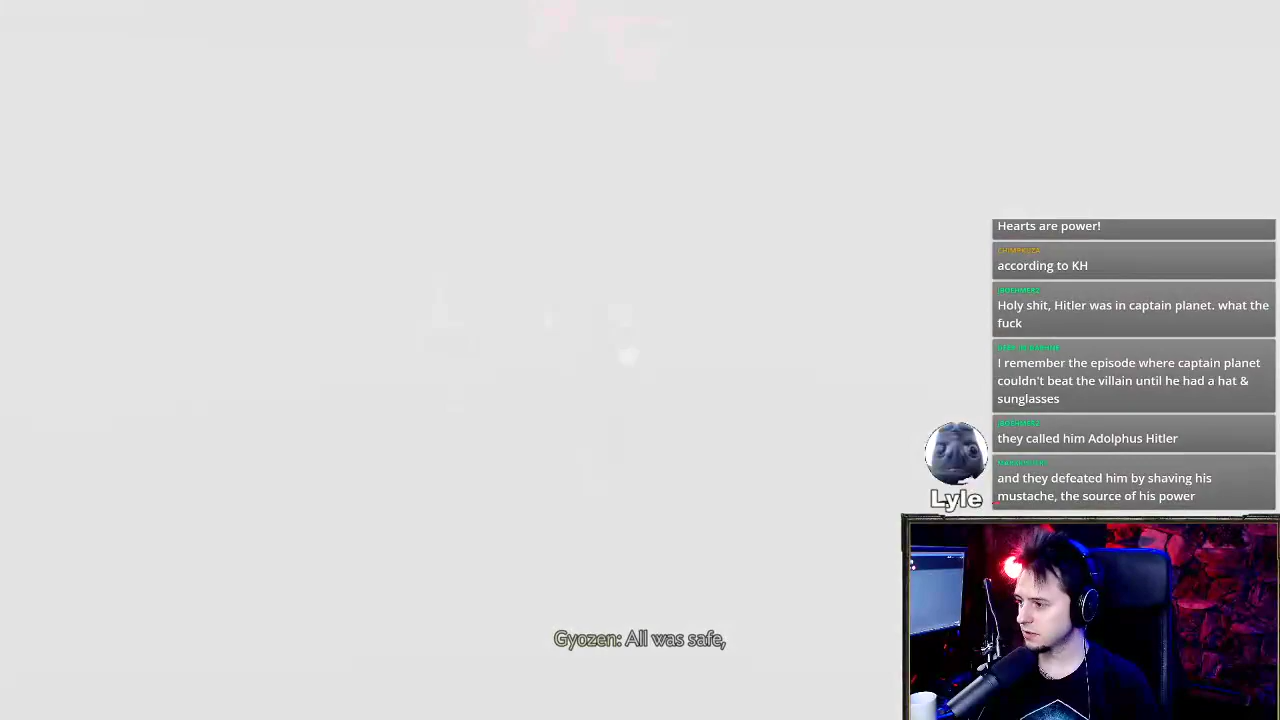 Hearts are power!
CHIMPKUZA
according to KH
Holy shit, Hitler was in captain planet. what the
fuck
I remember the episode where captain planet
couldn't beat the villain until he had a hat &
sunglasses
they called him Adolphus Hitler
and they defeated him by shaving his
mustache, the source of his power
Lyle
Gyozen: All was safe,